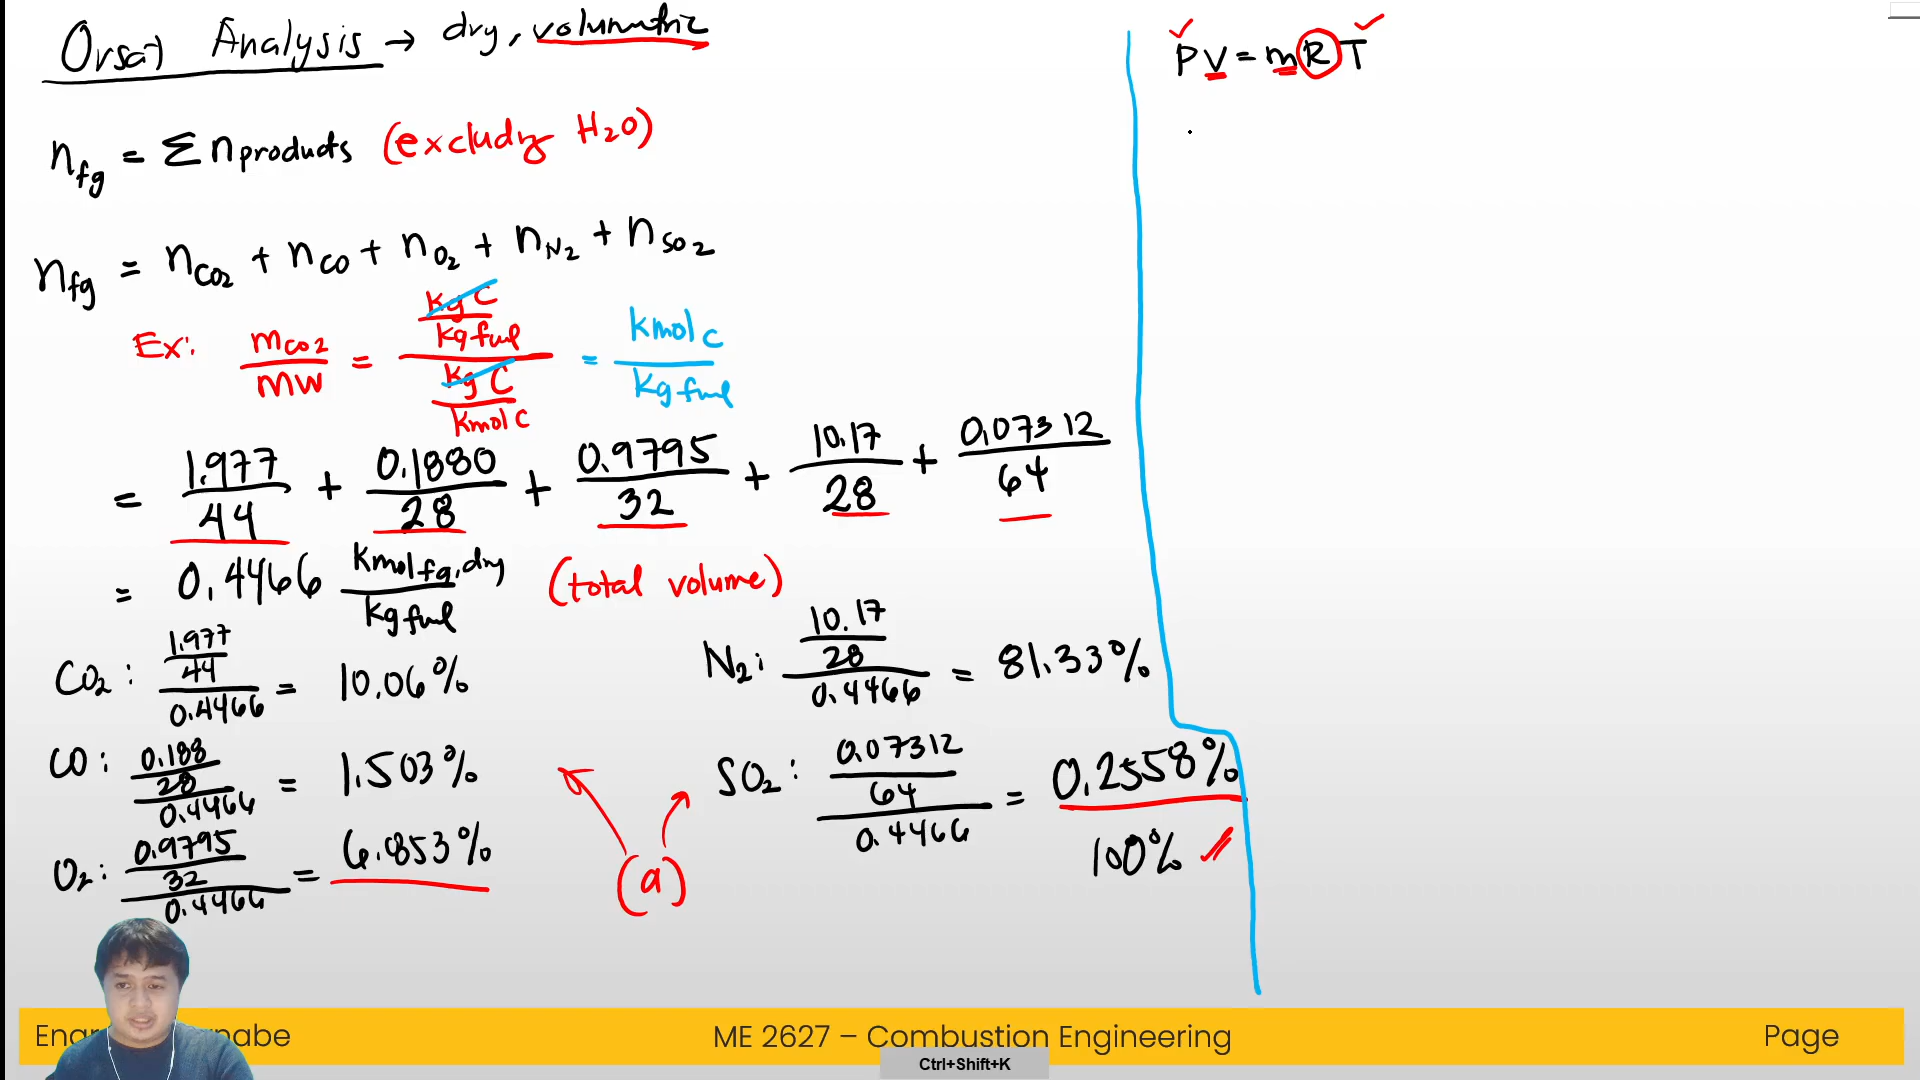 Orsat Analysis → dry, volumetric
n_fg = Σ n products (excludg H₂O)
n_fg = n_CO₂ + n_CO + n_O₂ + n_N₂ + n_SO₂
Ex: m_CO₂ / MW = (kg C / kg fuel) / (kg C / kmol C) = kmol C / kg fuel
= 1.977/44 + 0.1880/28 + 0.9795/32 + 10.17/28 + 0.07312/64
= 0.4466 kmol fg,dry / kg fuel (total volume)
CO₂: (1.977/44) / 0.4466 = 10.06%
CO: (0.188/28) / 0.4466 = 1.503%
O₂: (0.9795/32) / 0.4466 = 6.853%
(a)
N₂: (10.17/28) / 0.4466 = 81.33%
SO₂: (0.07312/64) / 0.4466 = 0.2558%
100% ✓
PV = mRT
ME 2627 – Combustion Engineering
Page
Ctrl+Shift+K